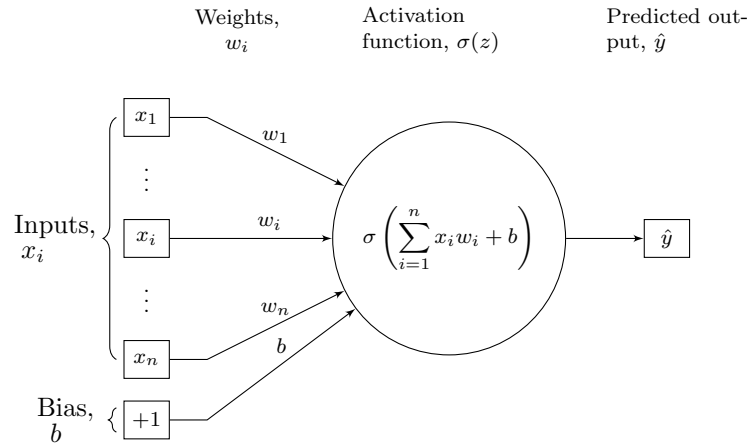 Weights,
w_i
Activation
function, σ(z)
Predicted out-
put, ŷ
Inputs,
x_i
x_1
⋮
x_i
⋮
x_n
Bias,
b
+1
w_1
w_i
w_n
b
σ(∑_{i=1}^{n} x_i w_i + b)
ŷ